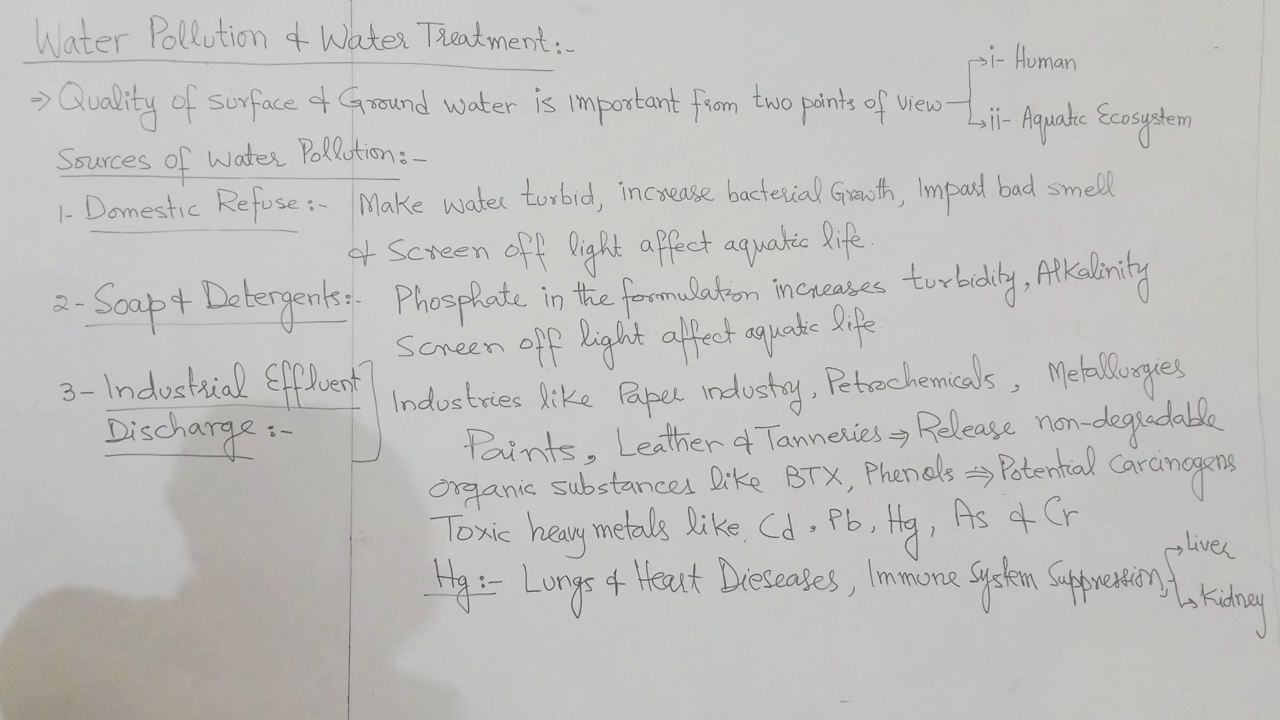 Water Pollution & Water Treatment:-
i- Human
⇒ Quality of surface & Ground water is important from two points of view
ii- Aquatic Ecosystem
Sources of Water Pollution:-
1- Domestic Refuse:- Make water turbid, increase bacterial Growth, Impart bad smell
& Screen off light affect aquatic life.
2- Soap & Detergents:- Phosphate in the formulation increases turbidity, Alkalinity
Screen off light affect aquatic life.
3- Industrial Effluent
Discharge:-
Industries like Paper industry, Petrochemicals, Metallurgies
Paints, Leather & Tanneries ⇒ Release non-degradable
organic substances like BTX, Phenols ⇒ Potential Carcinogens
Toxic heavy metals like Cd, Pb, Hg, As & Cr
Hg:- Lungs & Heart Dieseases, Immune System Suppression,
Liver
Kidney